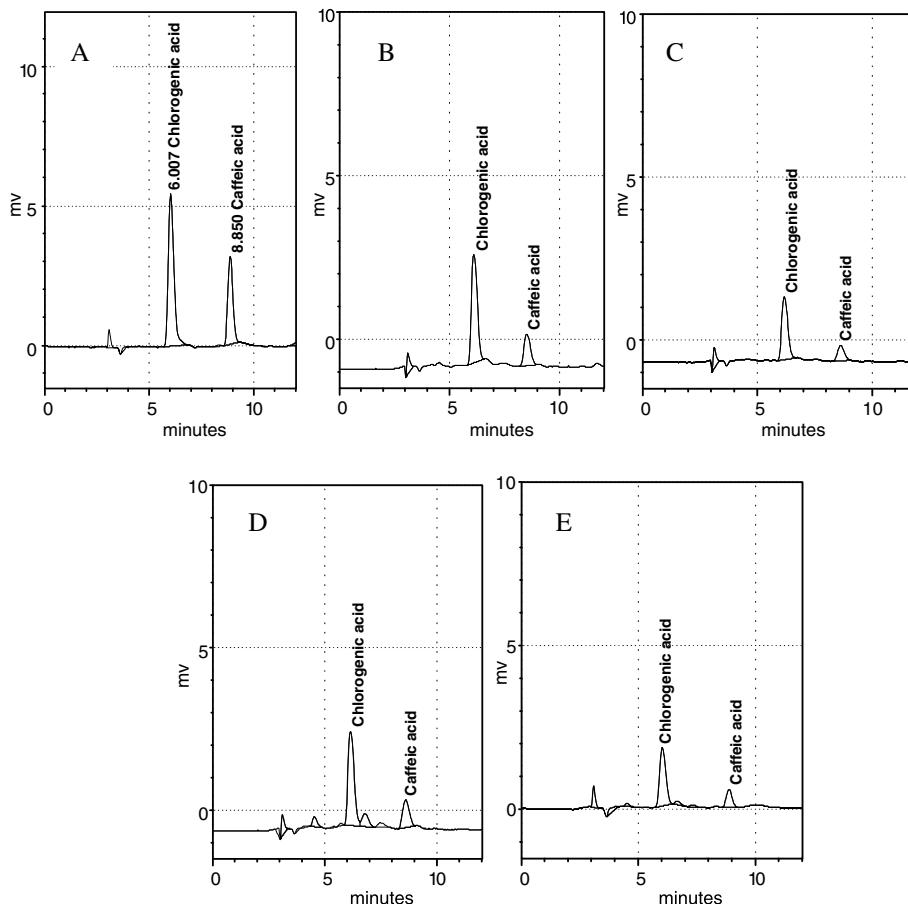 A
10
5
0
mv
6.007 Chlorogenic acid
8.850 Caffeic acid
0 5 10
minutes
B
10
5
0
mv
Chlorogenic acid
Caffeic acid
0 5 10
minutes
C
10
5
0
mv
Chlorogenic acid
Caffeic acid
0 5 10
minutes
D
10
5
0
mv
Chlorogenic acid
Caffeic acid
0 5 10
minutes
E
10
5
0
mv
Chlorogenic acid
Caffeic acid
0 5 10
minutes